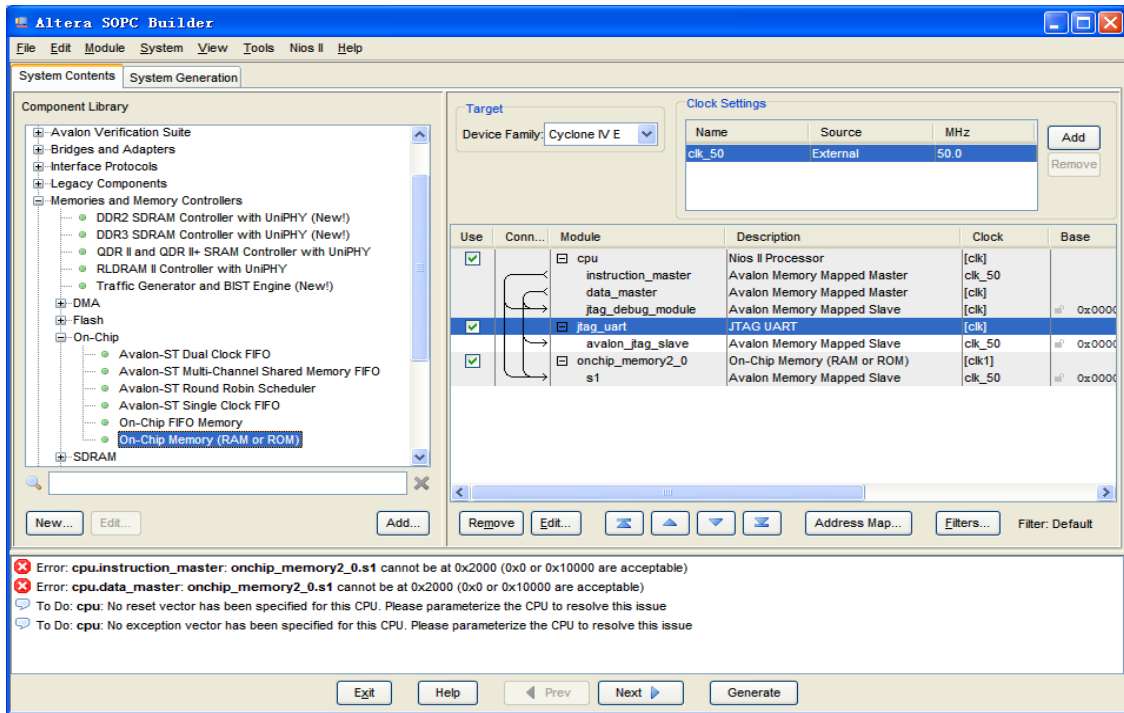 Altera SOPC Builder
File Edit Module System View Tools Nios II Help
System Contents System Generation
Component Library
Avalon Verification Suite
Bridges and Adapters
Interface Protocols
Legacy Components
Memories and Memory Controllers
DDR2 SDRAM Controller with UniPHY (New!)
DDR3 SDRAM Controller with UniPHY (New!)
QDR II and QDR II+ SRAM Controller with UniPHY
RLDRAM II Controller with UniPHY
Traffic Generator and BIST Engine (New!)
DMA
Flash
On-Chip
Avalon-ST Dual Clock FIFO
Avalon-ST Multi-Channel Shared Memory FIFO
Avalon-ST Round Robin Scheduler
Avalon-ST Single Clock FIFO
On-Chip FIFO Memory
On-Chip Memory (RAM or ROM)
SDRAM
New... Edit... Add...
Target
Device Family: Cyclone IV E
Clock Settings
Name Source MHz
clk_50 External 50.0
Add
Remove
Use Conn... Module Description Clock Base
cpu Nios II Processor [clk]
instruction_master Avalon Memory Mapped Master clk_50
data_master Avalon Memory Mapped Master [clk]
jtag_debug_module Avalon Memory Mapped Slave [clk] 0x0000
jtag_uart JTAG UART [clk]
avalon_jtag_slave Avalon Memory Mapped Slave clk_50 0x0000
onchip_memory2_0 On-Chip Memory (RAM or ROM) [clk1]
s1 Avalon Memory Mapped Slave clk_50 0x0000
Remove Edit... Address Map... Filters... Filter: Default
Error: cpu.instruction_master: onchip_memory2_0.s1 cannot be at 0x2000 (0x0 or 0x10000 are acceptable)
Error: cpu.data_master: onchip_memory2_0.s1 cannot be at 0x2000 (0x0 or 0x10000 are acceptable)
To Do: cpu: No reset vector has been specified for this CPU. Please parameterize the CPU to resolve this issue
To Do: cpu: No exception vector has been specified for this CPU. Please parameterize the CPU to resolve this issue
Exit Help Prev Next Generate